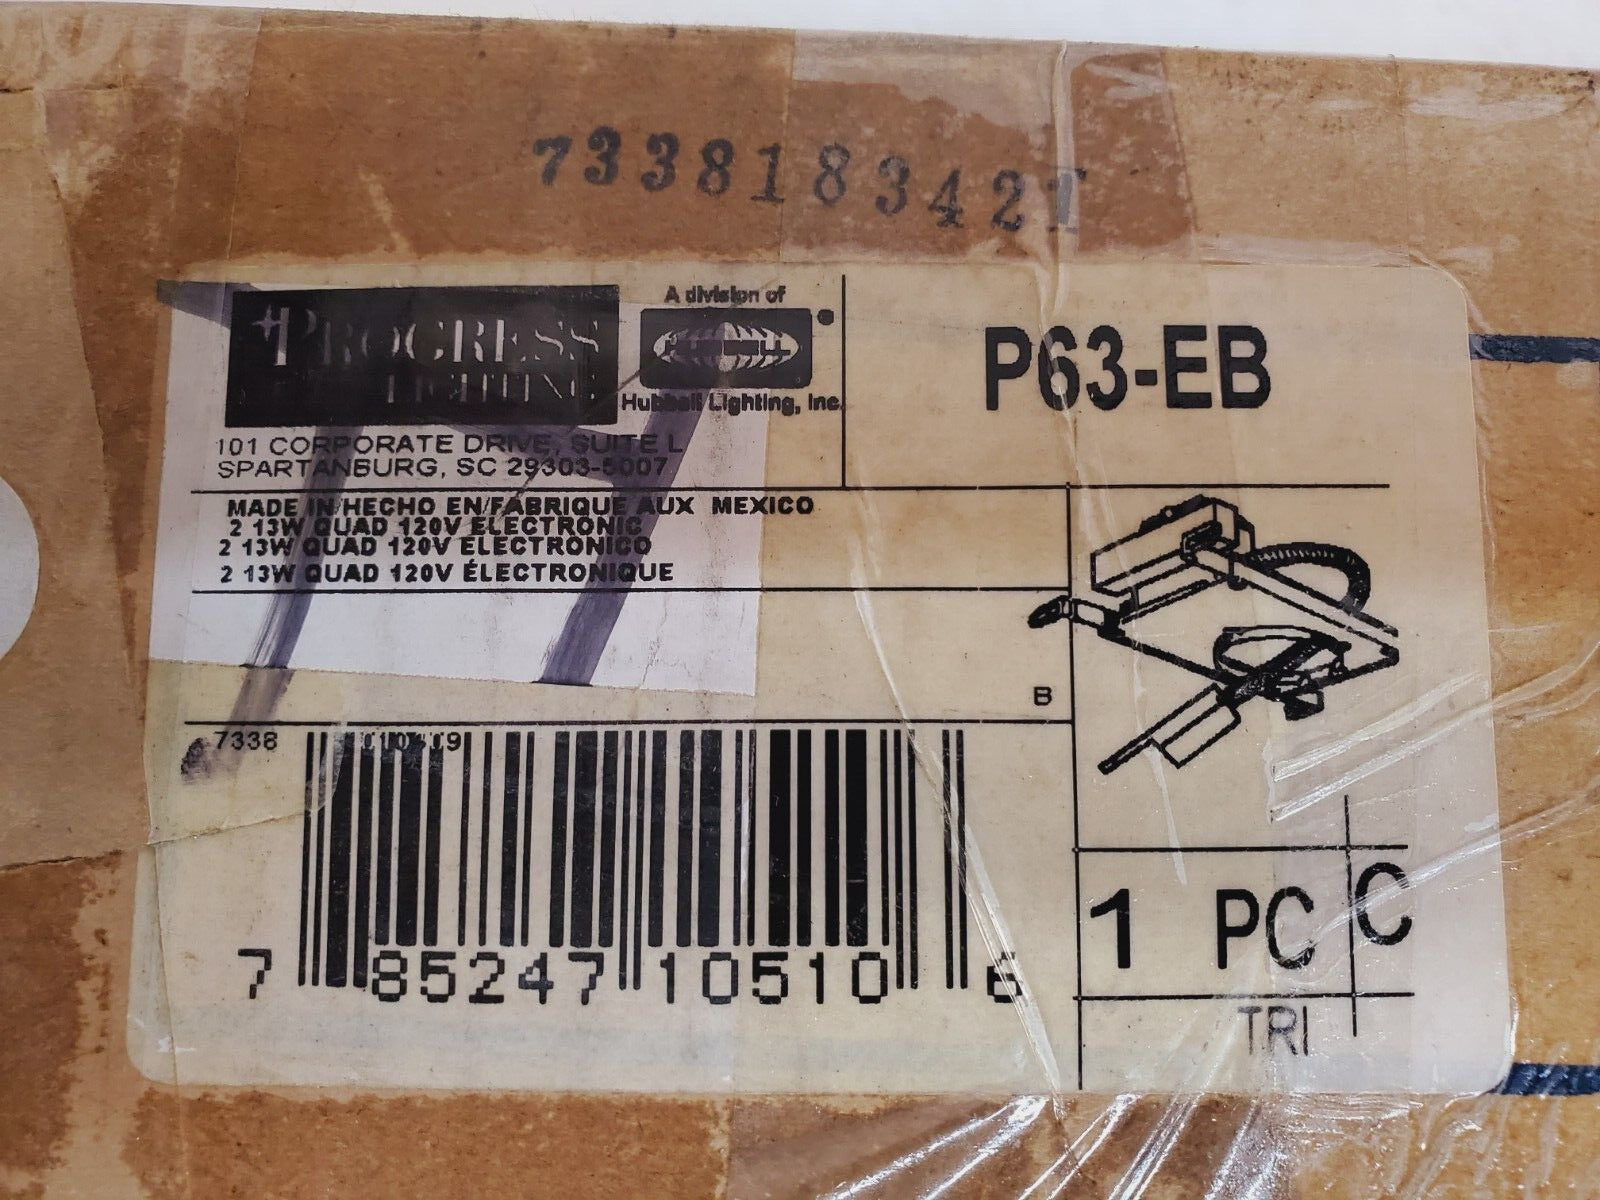 7338183421
PROGRESS
LIGHTING
A division of
Hubbell Lighting, Inc.
P63-EB
101 CORPORATE DRIVE, SUITE L
SPARTANBURG, SC 29303-5007
MADE IN/HECHO EN/FABRIQUE AUX MEXICO
2 13W QUAD 120V ELECTRONIC
2 13W QUAD 120V ELECTRONICO
2 13W QUAD 120V ÉLECTRONIQUE
B
7338
7 85247 10510 6
1 PC C
TRI